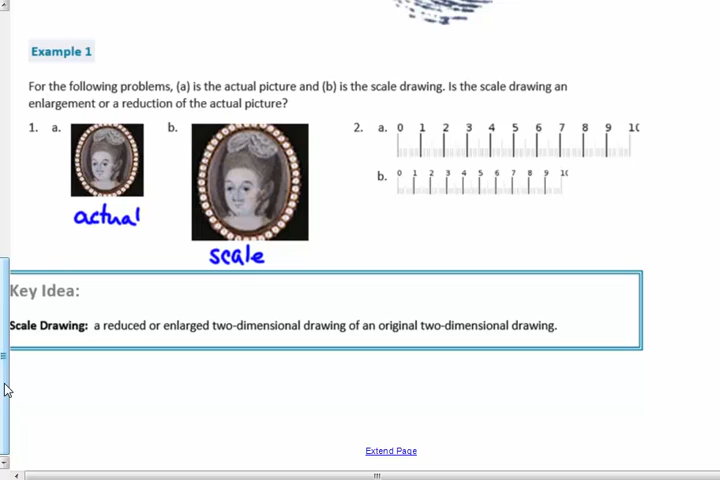 Example 1
For the following problems, (a) is the actual picture and (b) is the scale drawing. Is the scale drawing an
enlargement or a reduction of the actual picture?
1. a. b. 2. a. 0 1 2 3 4 5 6 7 8 9 10
b. 0 1 2 3 4 5 6 7 8 9 10
actual
scale
Key Idea:
Scale Drawing: a reduced or enlarged two-dimensional drawing of an original two-dimensional drawing.
Extend Page